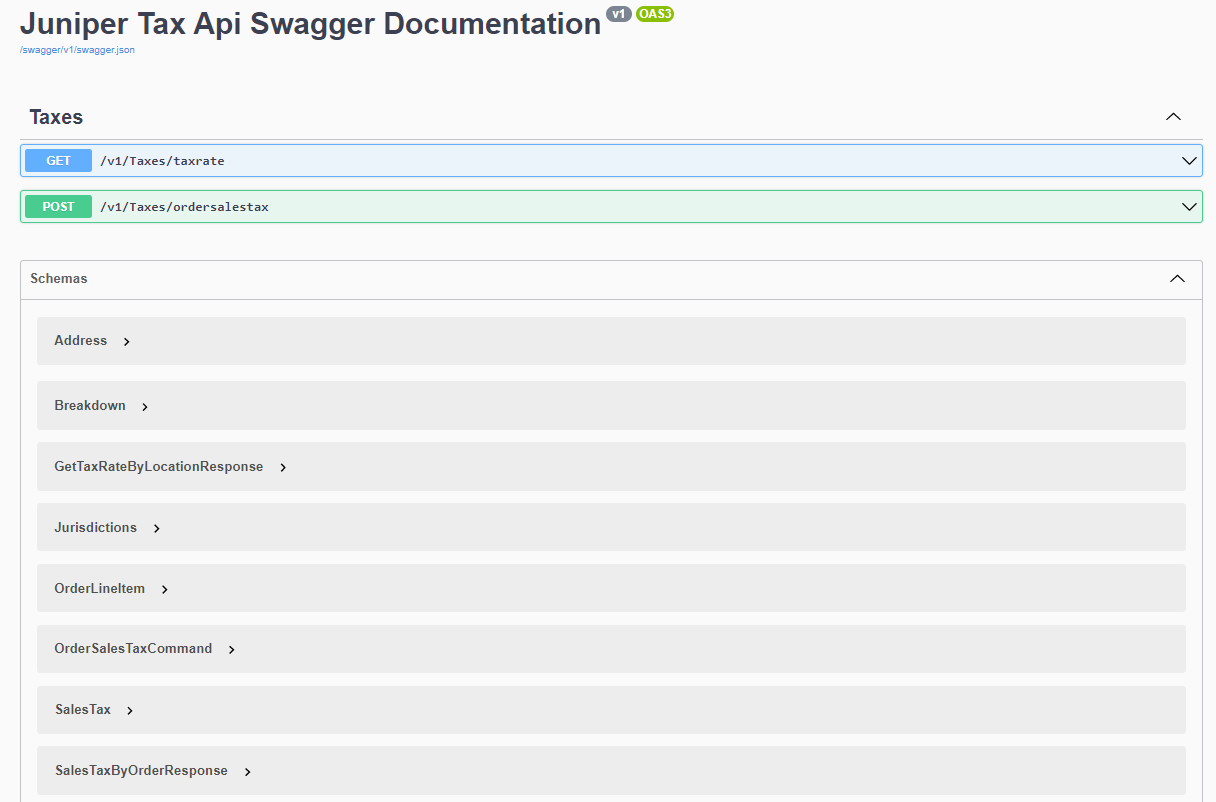 Juniper Tax Api Swagger Documentation v1 OAS3
/swagger/v1/swagger.json
Taxes
GET /v1/Taxes/taxrate
POST /v1/Taxes/ordersalestax
Schemas
Address
Breakdown
GetTaxRateByLocationResponse
Jurisdictions
OrderLineItem
OrderSalesTaxCommand
SalesTax
SalesTaxByOrderResponse